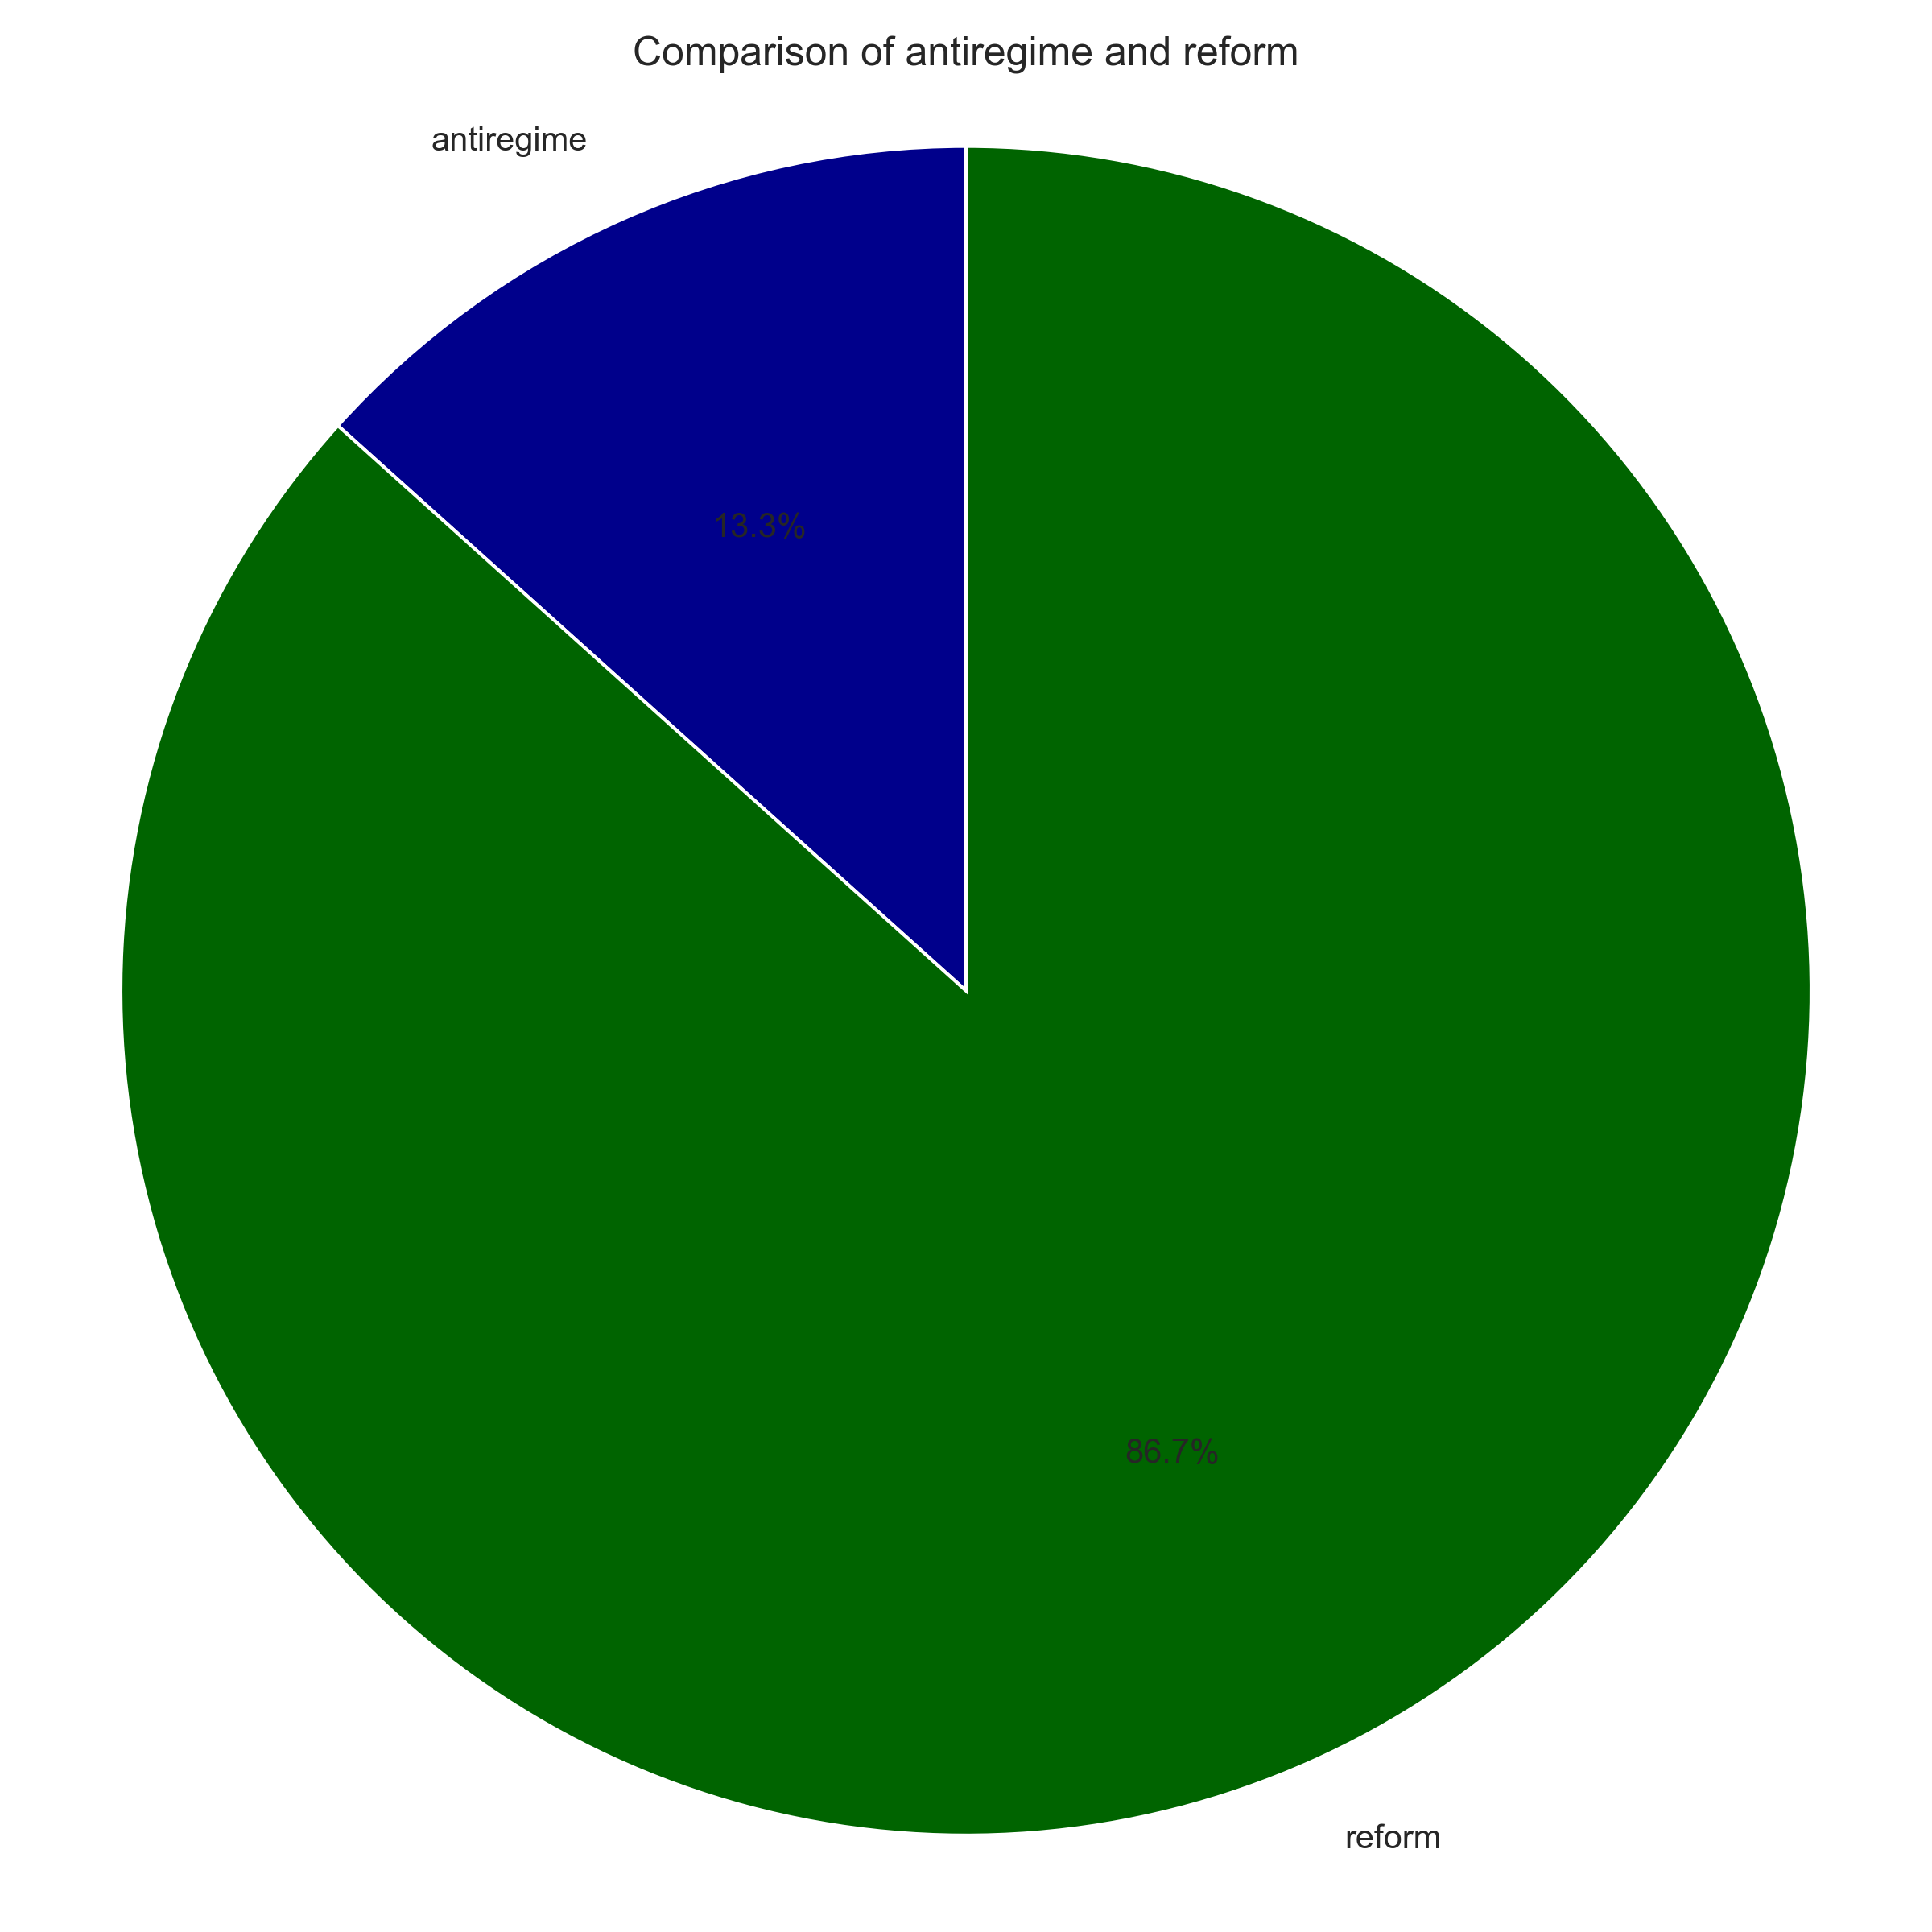 Comparison of antiregime and reform
antiregime
13.3%
86.7%
reform